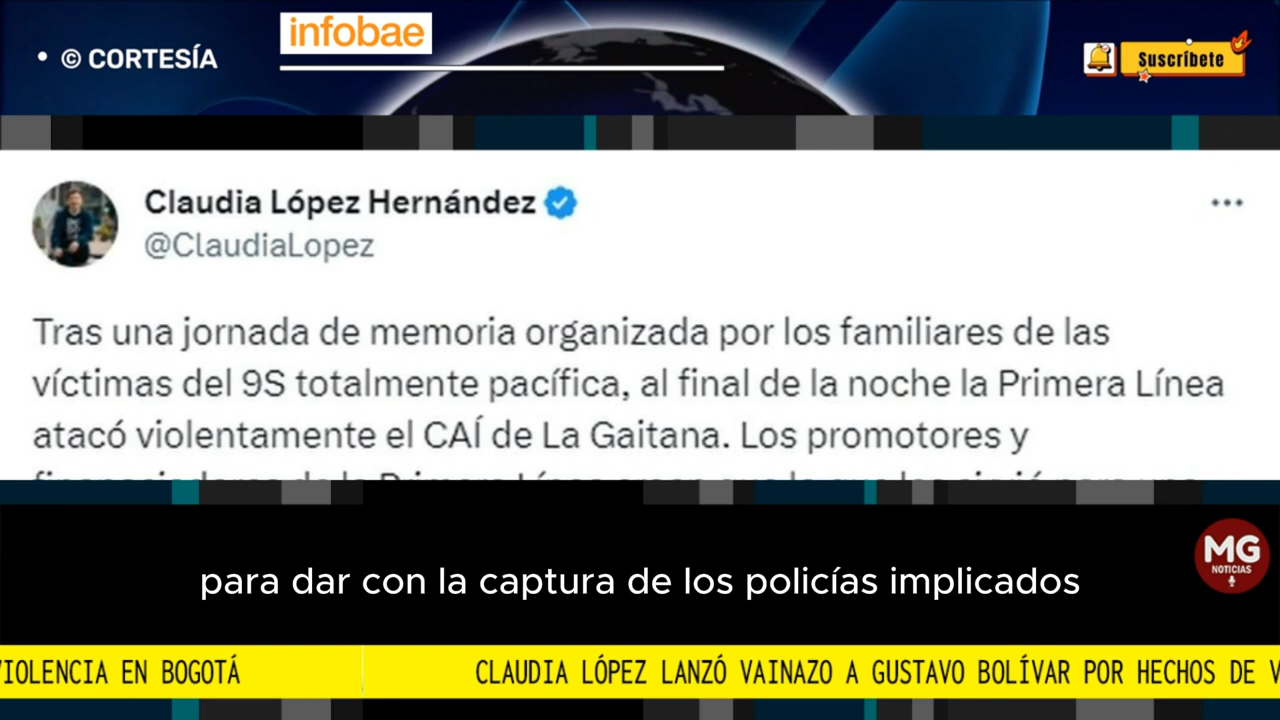 • © CORTESÍA
infobae
Suscríbete
Claudia López Hernández
@ClaudiaLopez
Tras una jornada de memoria organizada por los familiares de las
víctimas del 9S totalmente pacífica, al final de la noche la Primera Línea
atacó violentamente el CAÍ de La Gaitana. Los promotores y
para dar con la captura de los policías implicados
MG
NOTICIAS
VIOLENCIA EN BOGOTÁ
CLAUDIA LÓPEZ LANZÓ VAINAZO A GUSTAVO BOLÍVAR POR HECHOS DE V